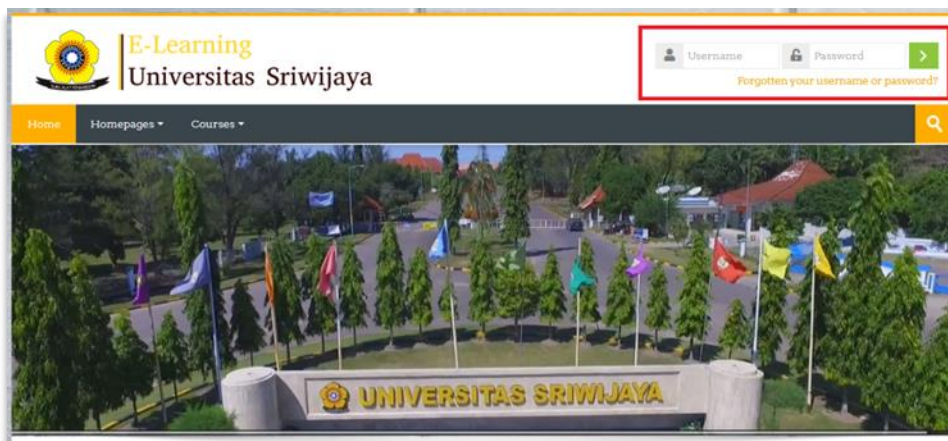 E-Learning
Universitas Sriwijaya
Username
Password
Forgotten your username or password?
Home
Homepages
Courses
UNIVERSITAS SRIWIJAYA